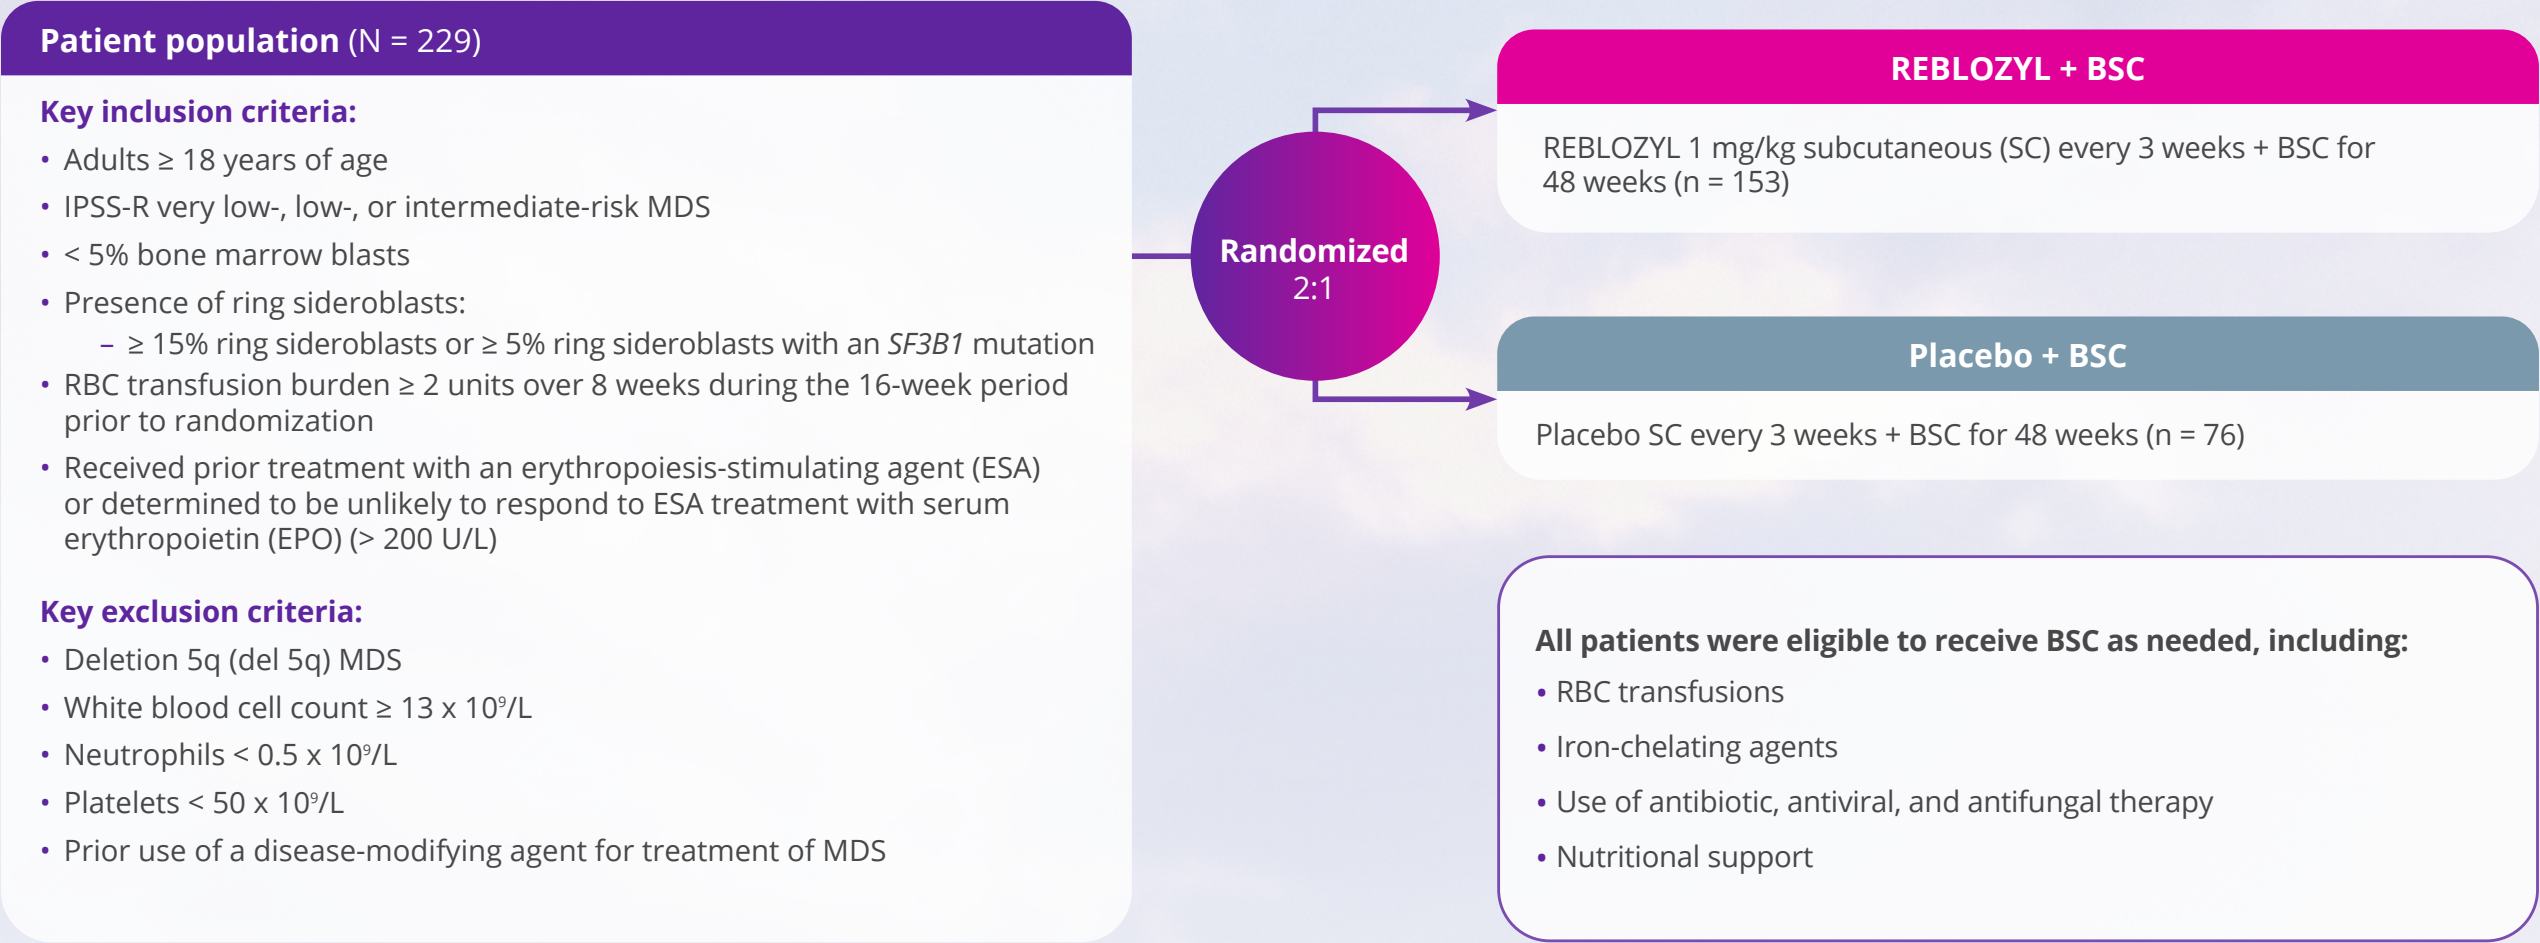 Patient population (N = 229)
Key inclusion criteria:
• Adults ≥ 18 years of age
• IPSS-R very low-, low-, or intermediate-risk MDS
• < 5% bone marrow blasts
• Presence of ring sideroblasts:
– ≥ 15% ring sideroblasts or ≥ 5% ring sideroblasts with an SF3B1 mutation
• RBC transfusion burden ≥ 2 units over 8 weeks during the 16-week period
prior to randomization
• Received prior treatment with an erythropoiesis-stimulating agent (ESA)
or determined to be unlikely to respond to ESA treatment with serum
erythropoietin (EPO) (> 200 U/L)
Key exclusion criteria:
• Deletion 5q (del 5q) MDS
• White blood cell count ≥ 13 x 10⁹/L
• Neutrophils < 0.5 x 10⁹/L
• Platelets < 50 x 10⁹/L
• Prior use of a disease-modifying agent for treatment of MDS
Randomized
2:1
REBLOZYL + BSC
REBLOZYL 1 mg/kg subcutaneous (SC) every 3 weeks + BSC for
48 weeks (n = 153)
Placebo + BSC
Placebo SC every 3 weeks + BSC for 48 weeks (n = 76)
All patients were eligible to receive BSC as needed, including:
• RBC transfusions
• Iron-chelating agents
• Use of antibiotic, antiviral, and antifungal therapy
• Nutritional support